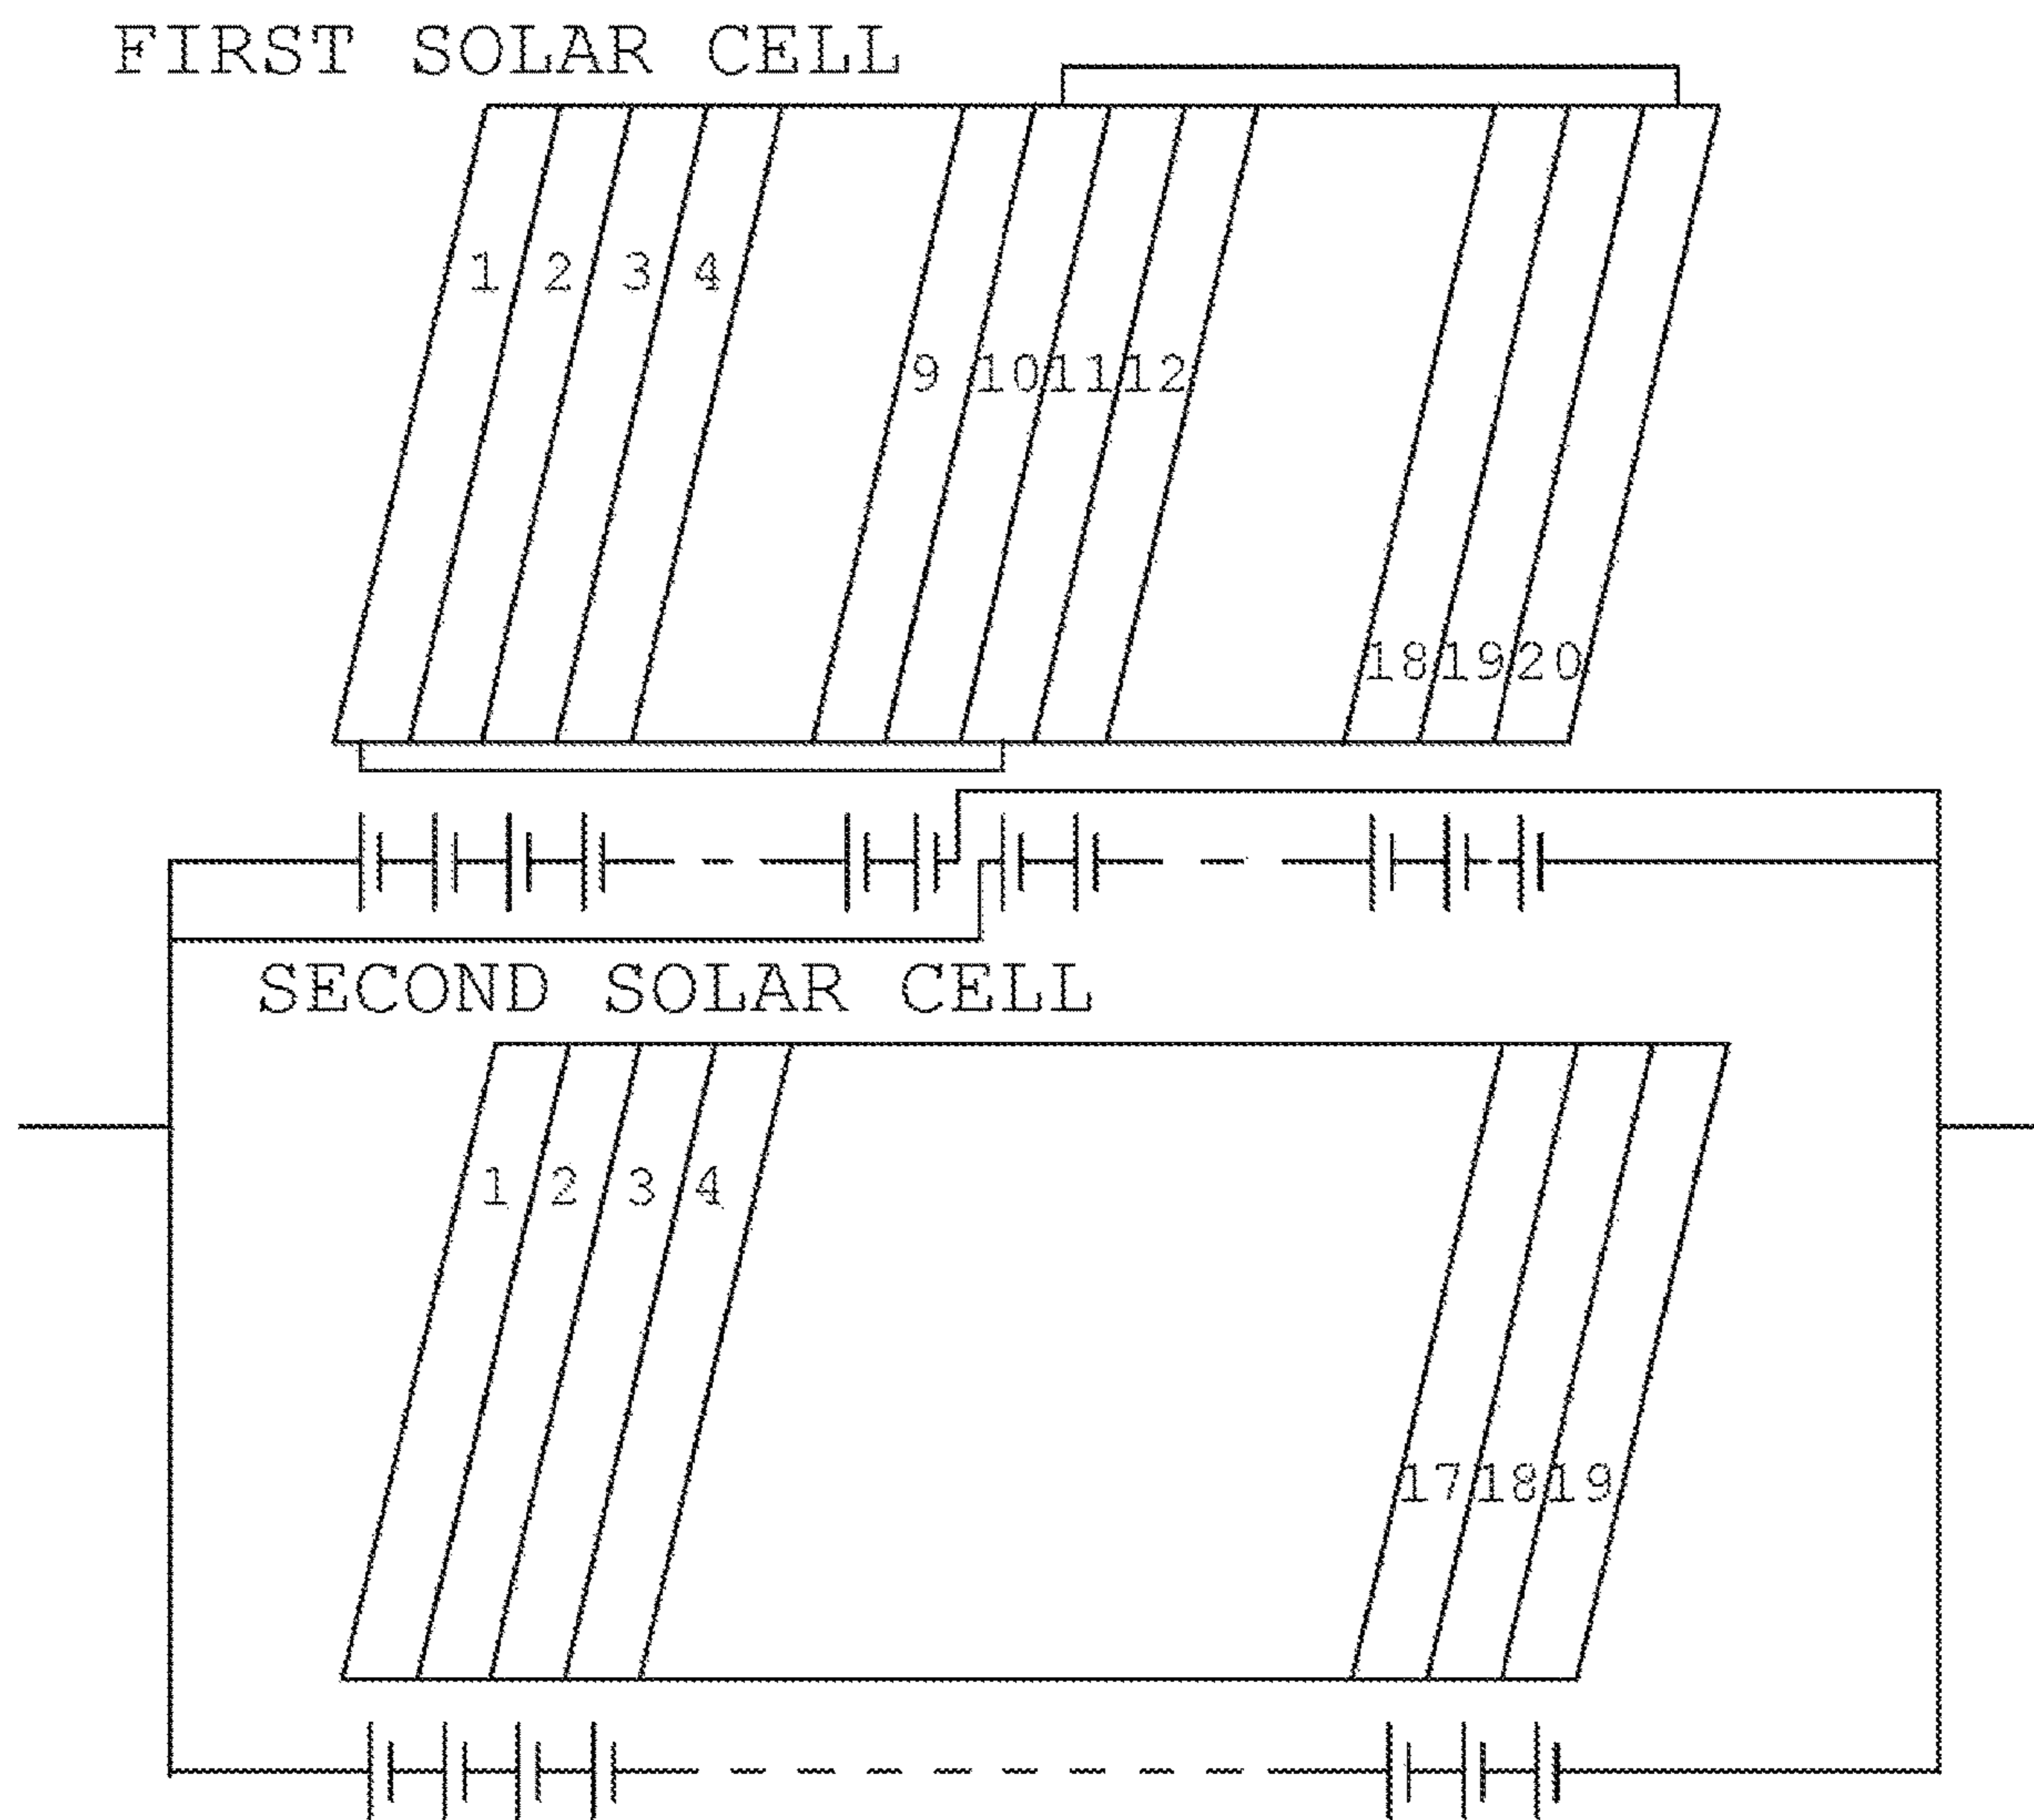 FIRST SOLAR CELL
1 2 3 4
9 10 11 12
18 19 20
SECOND SOLAR CELL
1 2 3 4
17 18 19